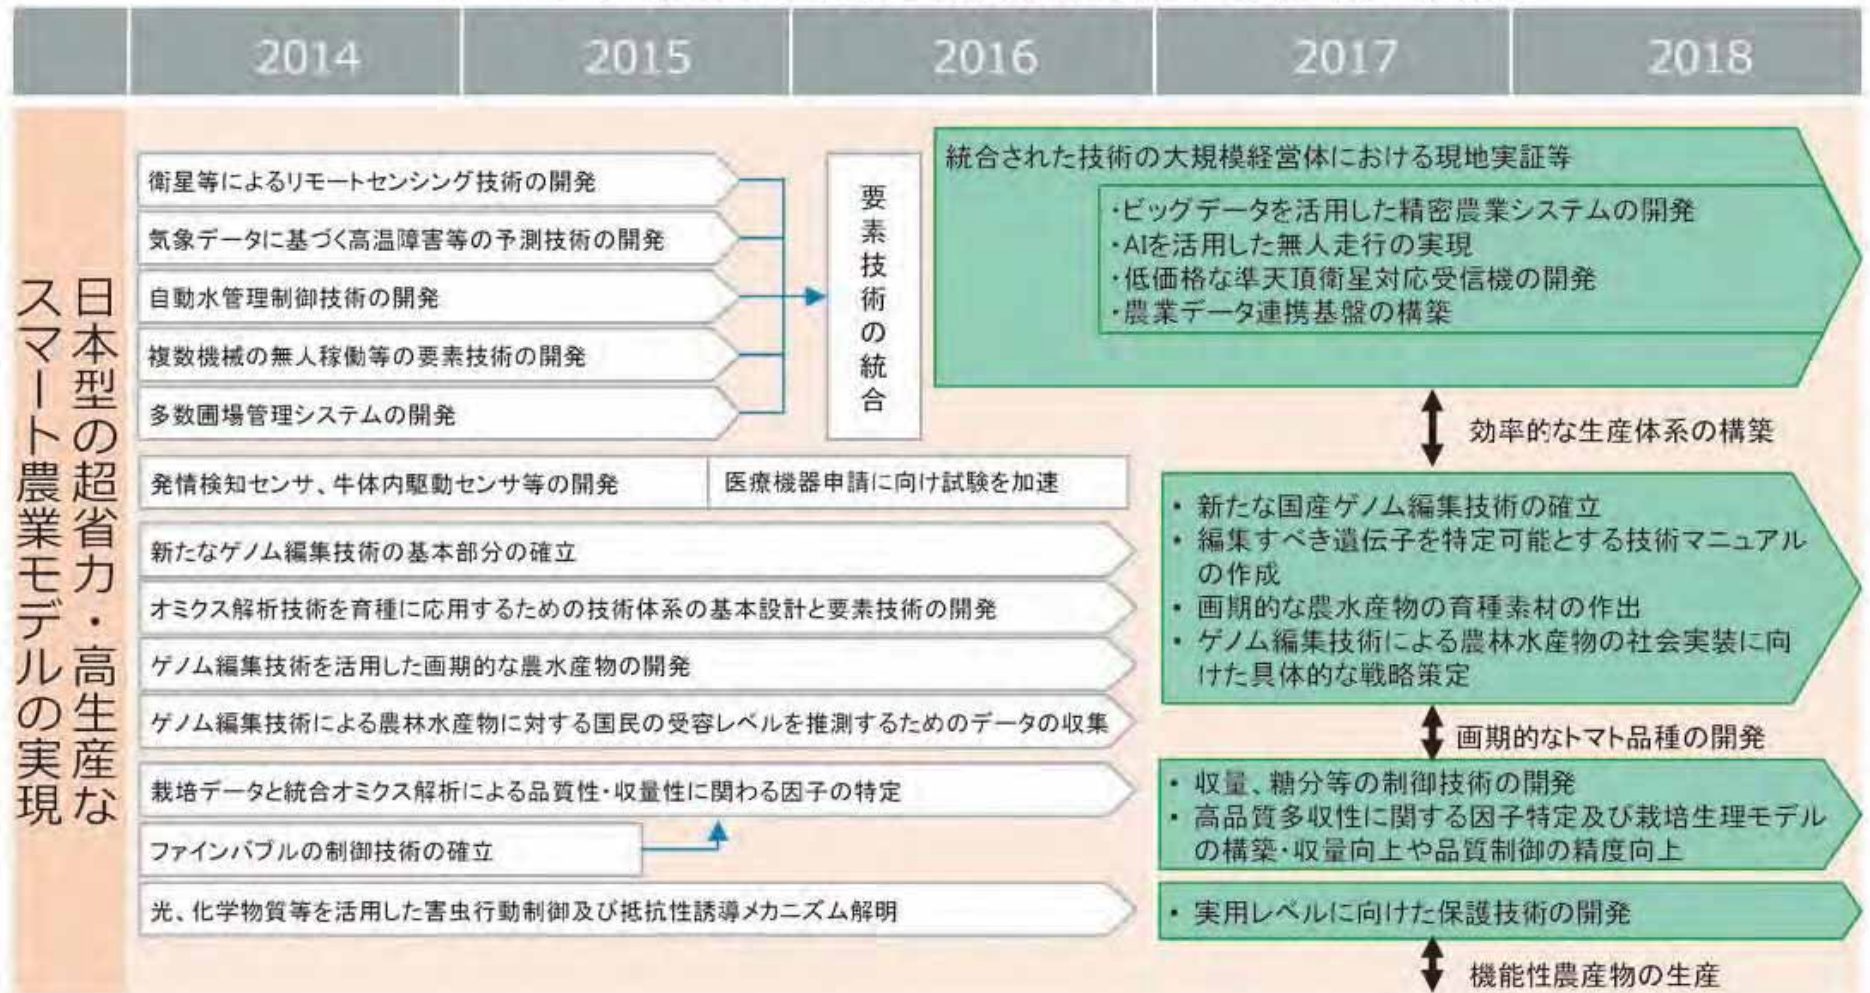 2014 2015 2016 2017 2018
日本型の超省力・高生産な
スマート農業モデルの実現
衛星等によるリモートセンシング技術の開発
気象データに基づく高温障害等の予測技術の開発
自動水管理制御技術の開発
複数機械の無人稼働等の要素技術の開発
多数圃場管理システムの開発
要素技術の統合
統合された技術の大規模経営体における現地実証等
・ビッグデータを活用した精密農業システムの開発
・AIを活用した無人走行の実現
・低価格な準天頂衛星対応受信機の開発
・農業データ連携基盤の構築
効率的な生産体系の構築
発情検知センサ、牛体内駆動センサ等の開発
医療機器申請に向け試験を加速
新たなゲノム編集技術の基本部分の確立
オミクス解析技術を育種に応用するための技術体系の基本設計と要素技術の開発
ゲノム編集技術を活用した画期的な農水産物の開発
ゲノム編集技術による農林水産物に対する国民の受容レベルを推測するためのデータの収集
• 新たな国産ゲノム編集技術の確立
• 編集すべき遺伝子を特定可能とする技術マニュアル
の作成
• 画期的な農水産物の育種素材の作出
• ゲノム編集技術による農林水産物の社会実装に向
けた具体的な戦略策定
画期的なトマト品種の開発
栽培データと統合オミクス解析による品質性・収量性に関わる因子の特定
ファインバブルの制御技術の確立
• 収量、糖分等の制御技術の開発
• 高品質多収性に関する因子特定及び栽培生理モデル
の構築・収量向上や品質制御の精度向上
光、化学物質等を活用した害虫行動制御及び抵抗性誘導メカニズム解明
• 実用レベルに向けた保護技術の開発
機能性農産物の生産